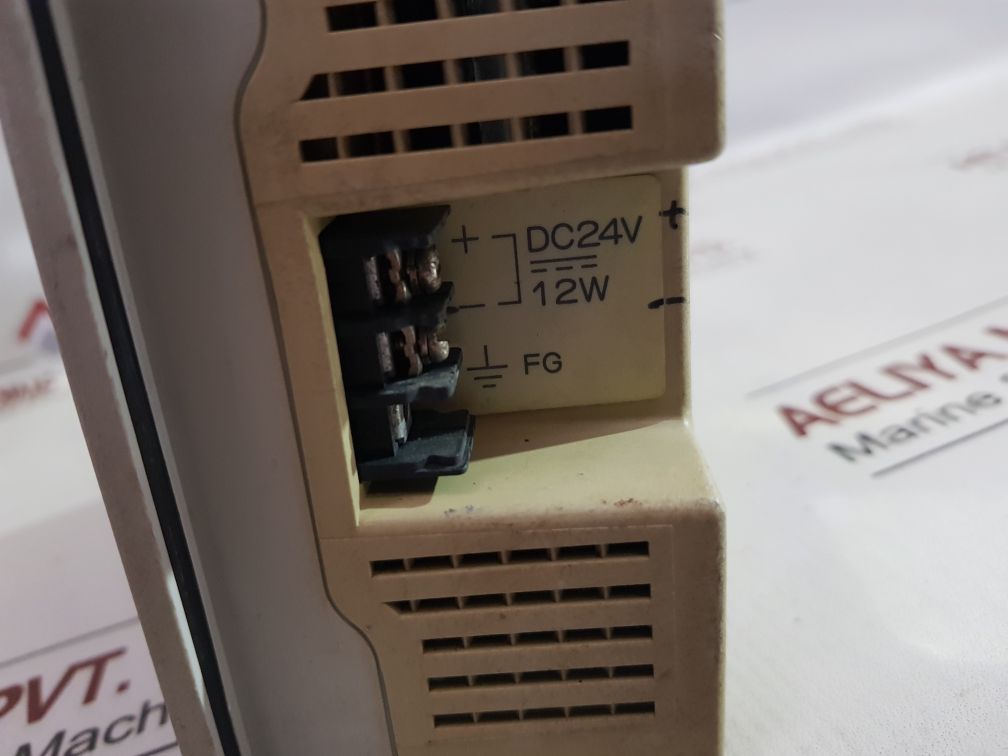 + DC24V +
12W
- -
FG
AELIYA
Marine
PVT.
Mach